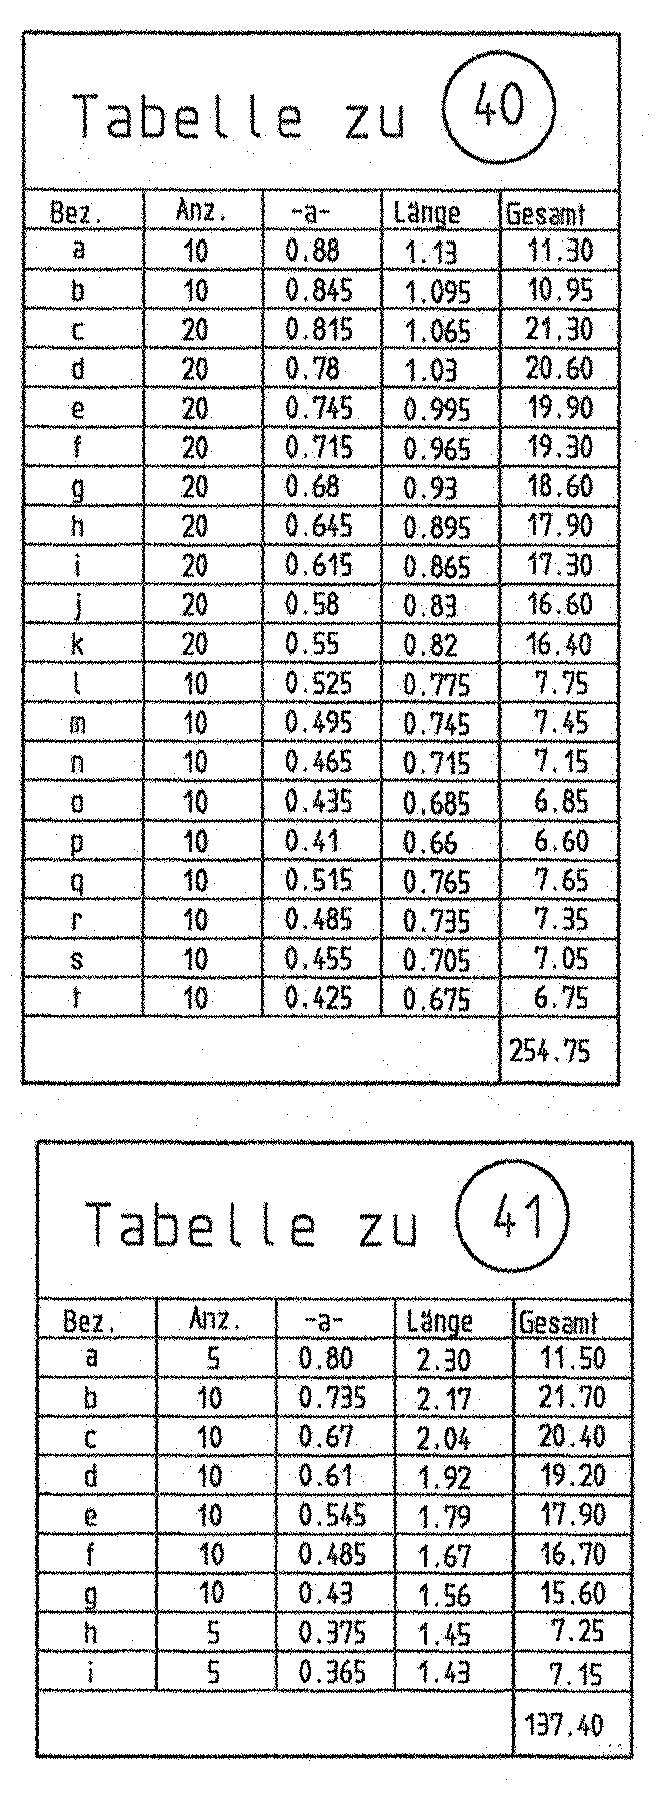 Tabelle zu 40
Bez. Anz. -a- Länge Gesamt
a 10 0.88 1.13 11.30
b 10 0.845 1.095 10.95
c 20 0.815 1.065 21.30
d 20 0.78 1.03 20.60
e 20 0.745 0.995 19.90
f 20 0.715 0.965 19.30
g 20 0.68 0.93 18.60
h 20 0.645 0.895 17.90
i 20 0.615 0.865 17.30
j 20 0.58 0.83 16.60
k 20 0.55 0.82 16.40
l 10 0.525 0.775 7.75
m 10 0.495 0.745 7.45
n 10 0.465 0.715 7.15
o 10 0.435 0.685 6.85
p 10 0.41 0.66 6.60
q 10 0.515 0.765 7.65
r 10 0.485 0.735 7.35
s 10 0.455 0.705 7.05
t 10 0.425 0.675 6.75
254.75
Tabelle zu 41
Bez. Anz. -a- Länge Gesamt
a 5 0.80 2.30 11.50
b 10 0.735 2.17 21.70
c 10 0.67 2.04 20.40
d 10 0.61 1.92 19.20
e 10 0.545 1.79 17.90
f 10 0.485 1.67 16.70
g 10 0.43 1.56 15.60
h 5 0.375 1.45 7.25
i 5 0.365 1.43 7.15
137.40